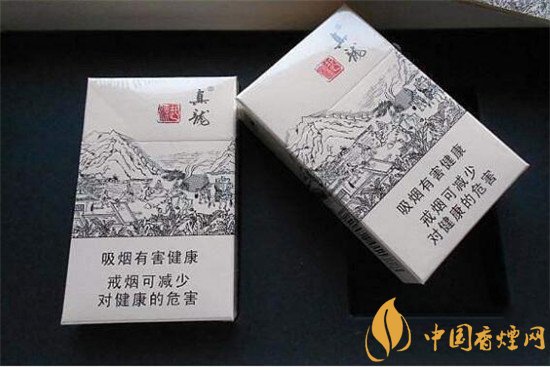 真龙
吸烟有害健康
戒烟可减少
对健康的危害
真龙
吸烟有害健康
戒烟可减少
对健康的危害
中国香煙网